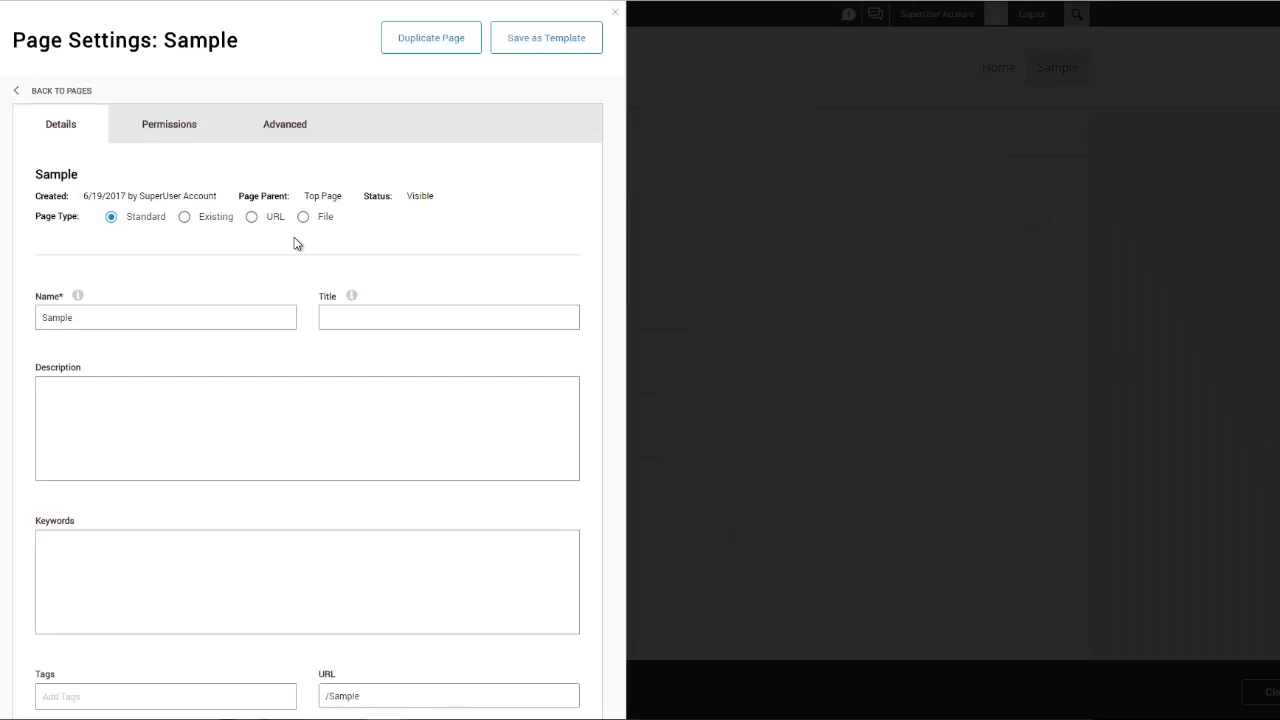 Page Settings: Sample
Duplicate Page
Save as Template
SuperUser Account
Logout
Home
Sample
BACK TO PAGES
Details
Permissions
Advanced
Sample
Created: 6/19/2017 by SuperUser Account Page Parent: Top Page Status: Visible
Page Type: Standard Existing URL File
Name* Title
Sample
Description
Keywords
Tags URL
Add Tags /Sample